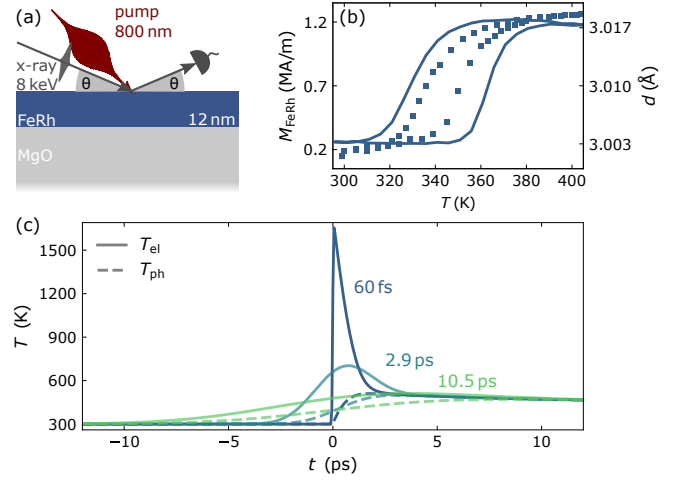 (a)
pump
800 nm
x-ray
8 keV
θ
θ
~
FeRh
12 nm
MgO
(b)
M_FeRh (MA/m)
1.2
0.7
0.2
300
320
340
360
380
400
T (K)
3.017
3.010
3.003
d (Å)
(c)
T_el
T_ph
60 fs
2.9 ps
10.5 ps
T (K)
1500
1200
900
600
300
−10
−5
0
5
10
t (ps)